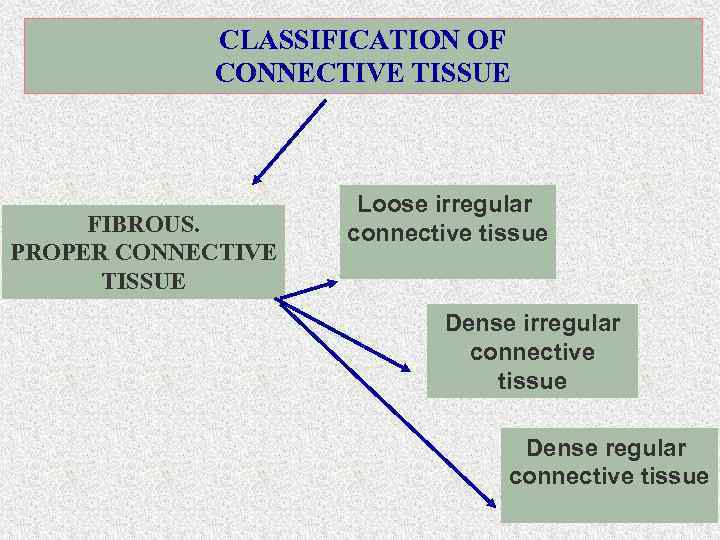 CLASSIFICATION OF
CONNECTIVE TISSUE
FIBROUS.
PROPER CONNECTIVE
TISSUE
Loose irregular
connective tissue
Dense irregular
connective
tissue
Dense regular
connective tissue